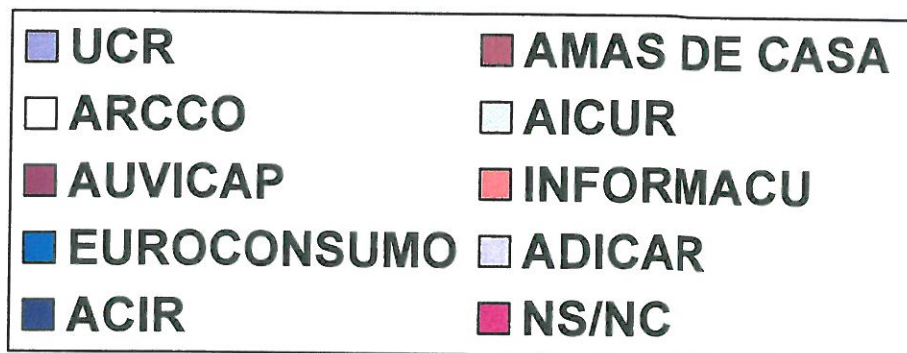 UCR
AMAS DE CASA
ARCCO
AICUR
AUVICAP
INFORMACU
EUROCONSUMO
ADICAR
ACIR
NS/NC